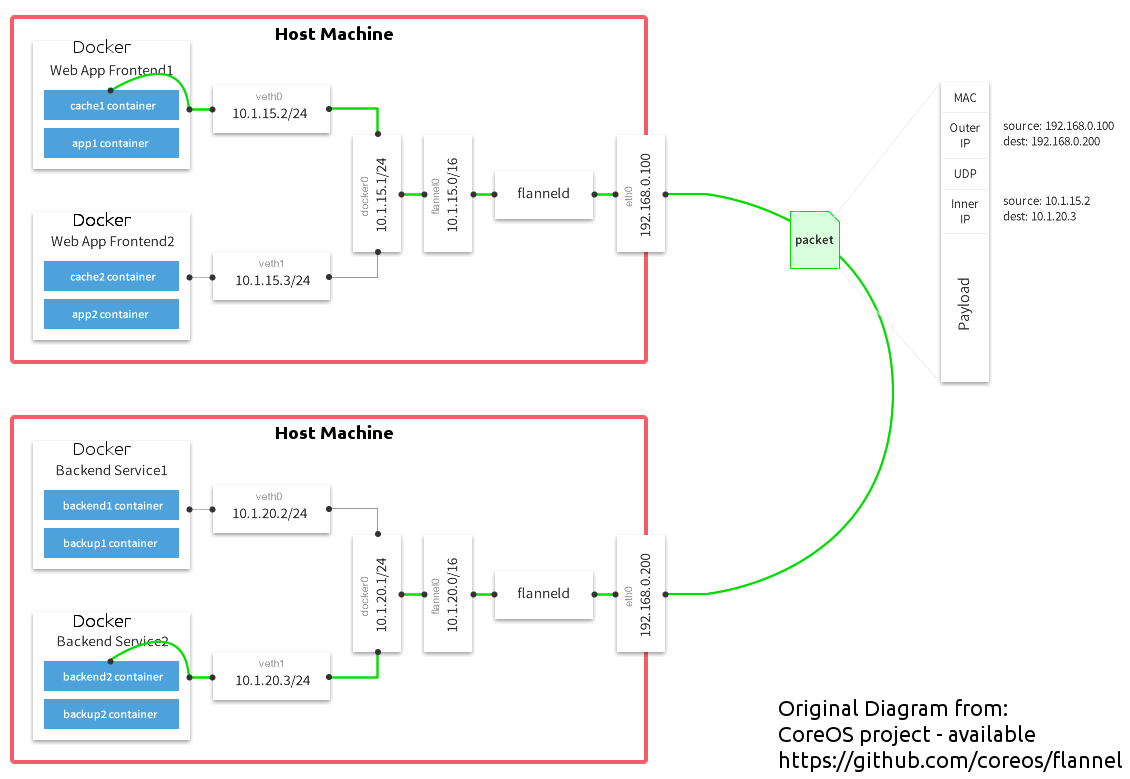 Host Machine
Docker
Web App Frontend1
cache1 container
app1 container
veth0
10.1.15.2/24
Docker
Web App Frontend2
cache2 container
app2 container
veth1
10.1.15.3/24
docker0
10.1.15.1/24
flannel0
10.1.15.0/16
flanneld
eth0
192.168.0.100
packet
MAC
Outer
IP
source: 192.168.0.100
dest: 192.168.0.200
UDP
Inner
IP
source: 10.1.15.2
dest: 10.1.20.3
Payload
Host Machine
Docker
Backend Service1
backend1 container
backup1 container
veth0
10.1.20.2/24
Docker
Backend Service2
backend2 container
backup2 container
veth1
10.1.20.3/24
docker0
10.1.20.1/24
flannel0
10.1.20.0/16
flanneld
eth0
192.168.0.200
Original Diagram from:
CoreOS project - available
https://github.com/coreos/flannel